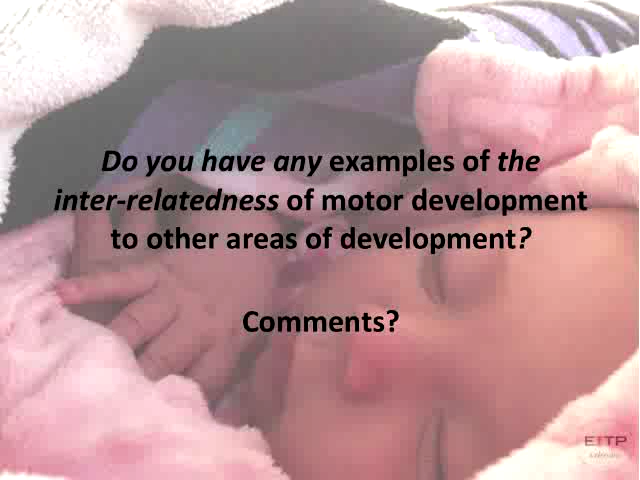 Do you have any examples of the
inter-relatedness of motor development
to other areas of development?
Comments?
EITP